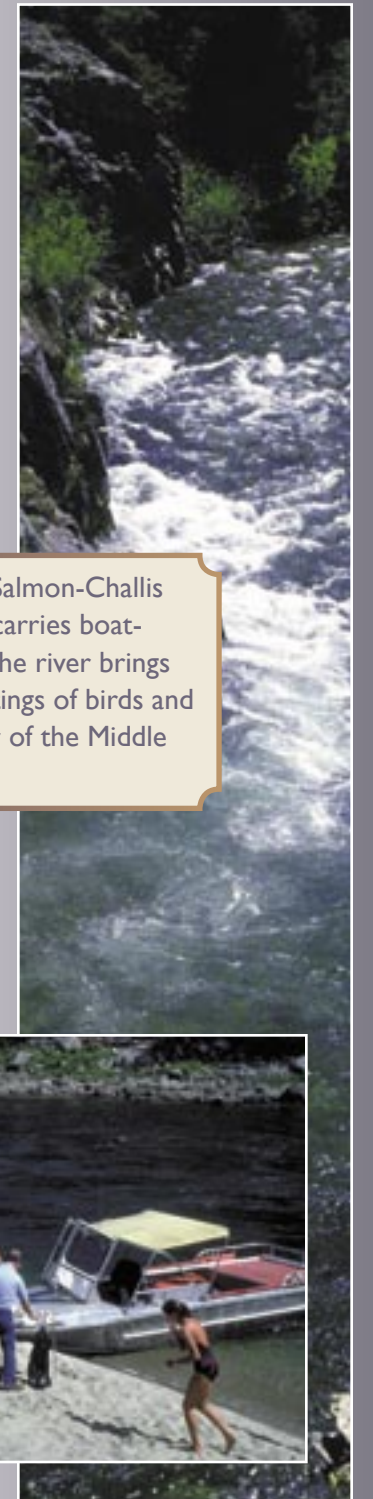 Salmon-Challis
carries boat-
he river brings
ings of birds and
of the Middle